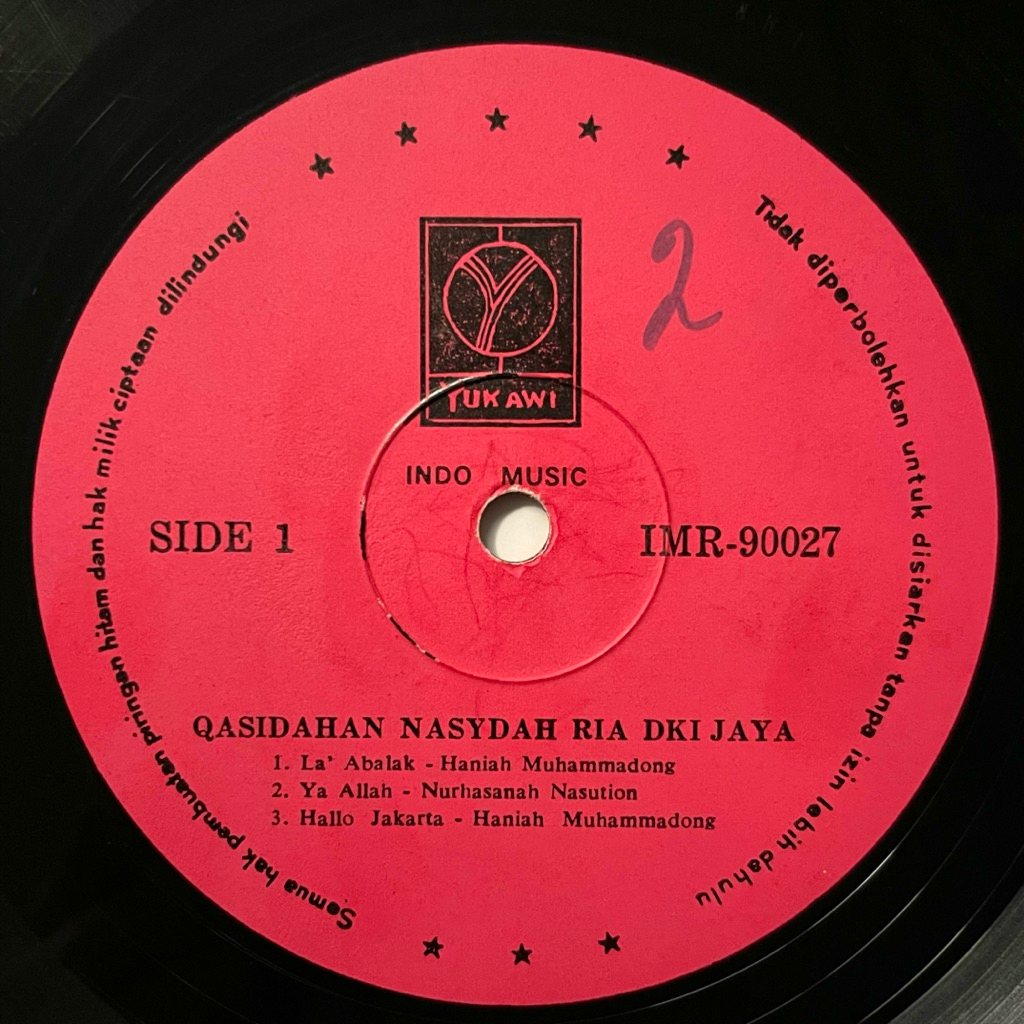 2
YUKAWI
INDO MUSIC
SIDE 1
IMR-90027
QASIDAHAN NASYDAH RIA DKI JAYA
1. La' Abalak - Haniah Muhammadong
2. Ya Allah - Nurhasanah Nasution
3. Hallo Jakarta - Haniah Muhammadong
Semua hak pembuatan piringan hitam dan hak milik ciptaan dilindungi
Tidak diperbolehkan untuk disiarkan tanpa izin lebih dahulu